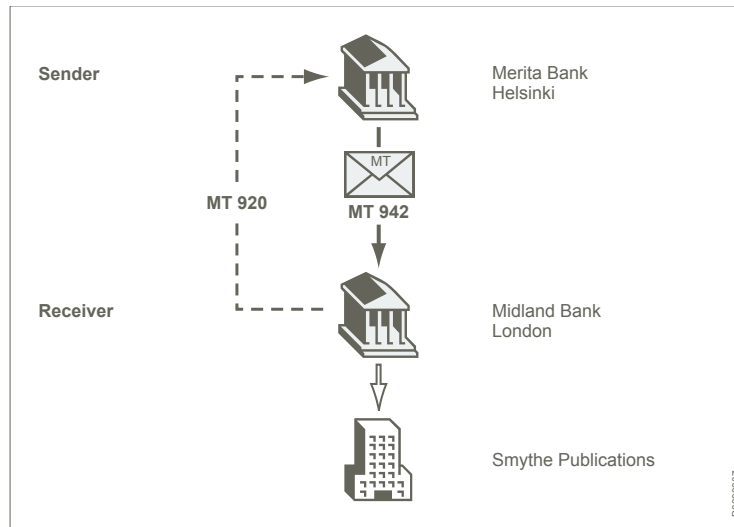 Sender
Merita Bank
Helsinki
MT
MT 920
MT 942
Receiver
Midland Bank
London
Smythe Publications